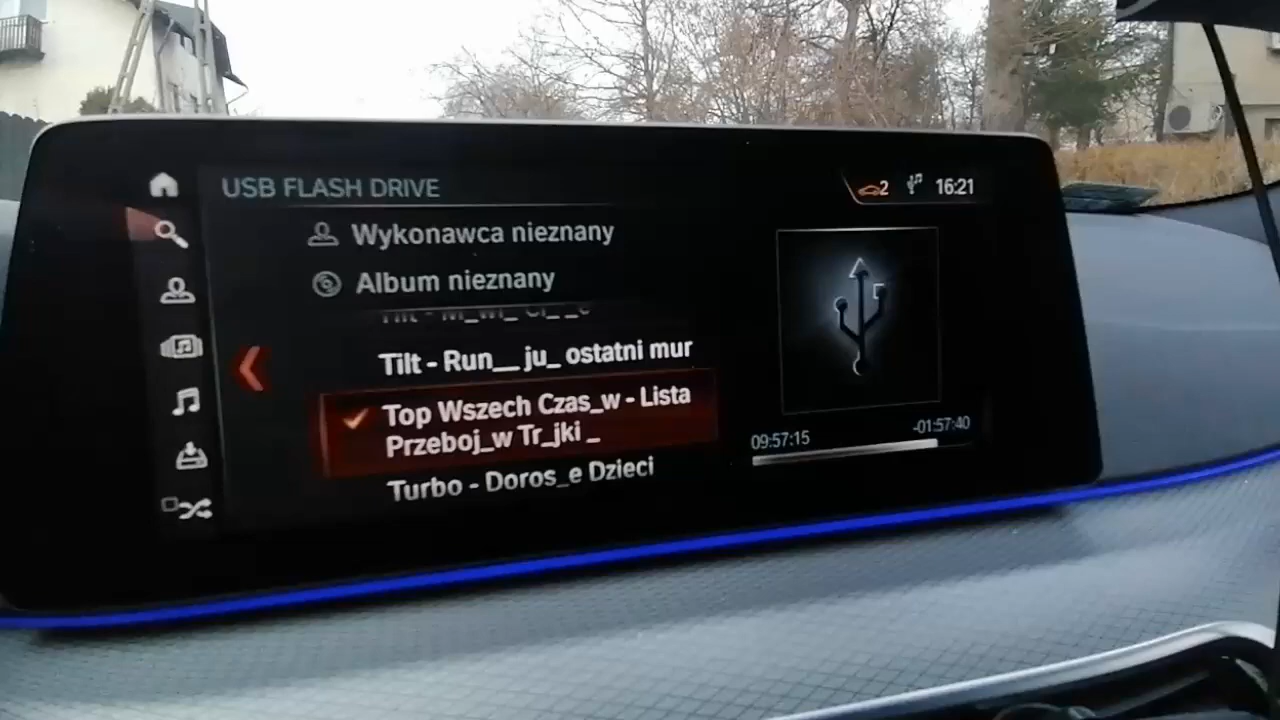 USB FLASH DRIVE
2 16:21
Wykonawca nieznany
Album nieznany
Tilt - Run__ ju_ ostatni mur
Top Wszech Czas_w - Lista
Przeboj_w Tr_jki _
Turbo - Doros_e Dzieci
09:57:15 -01:57:40